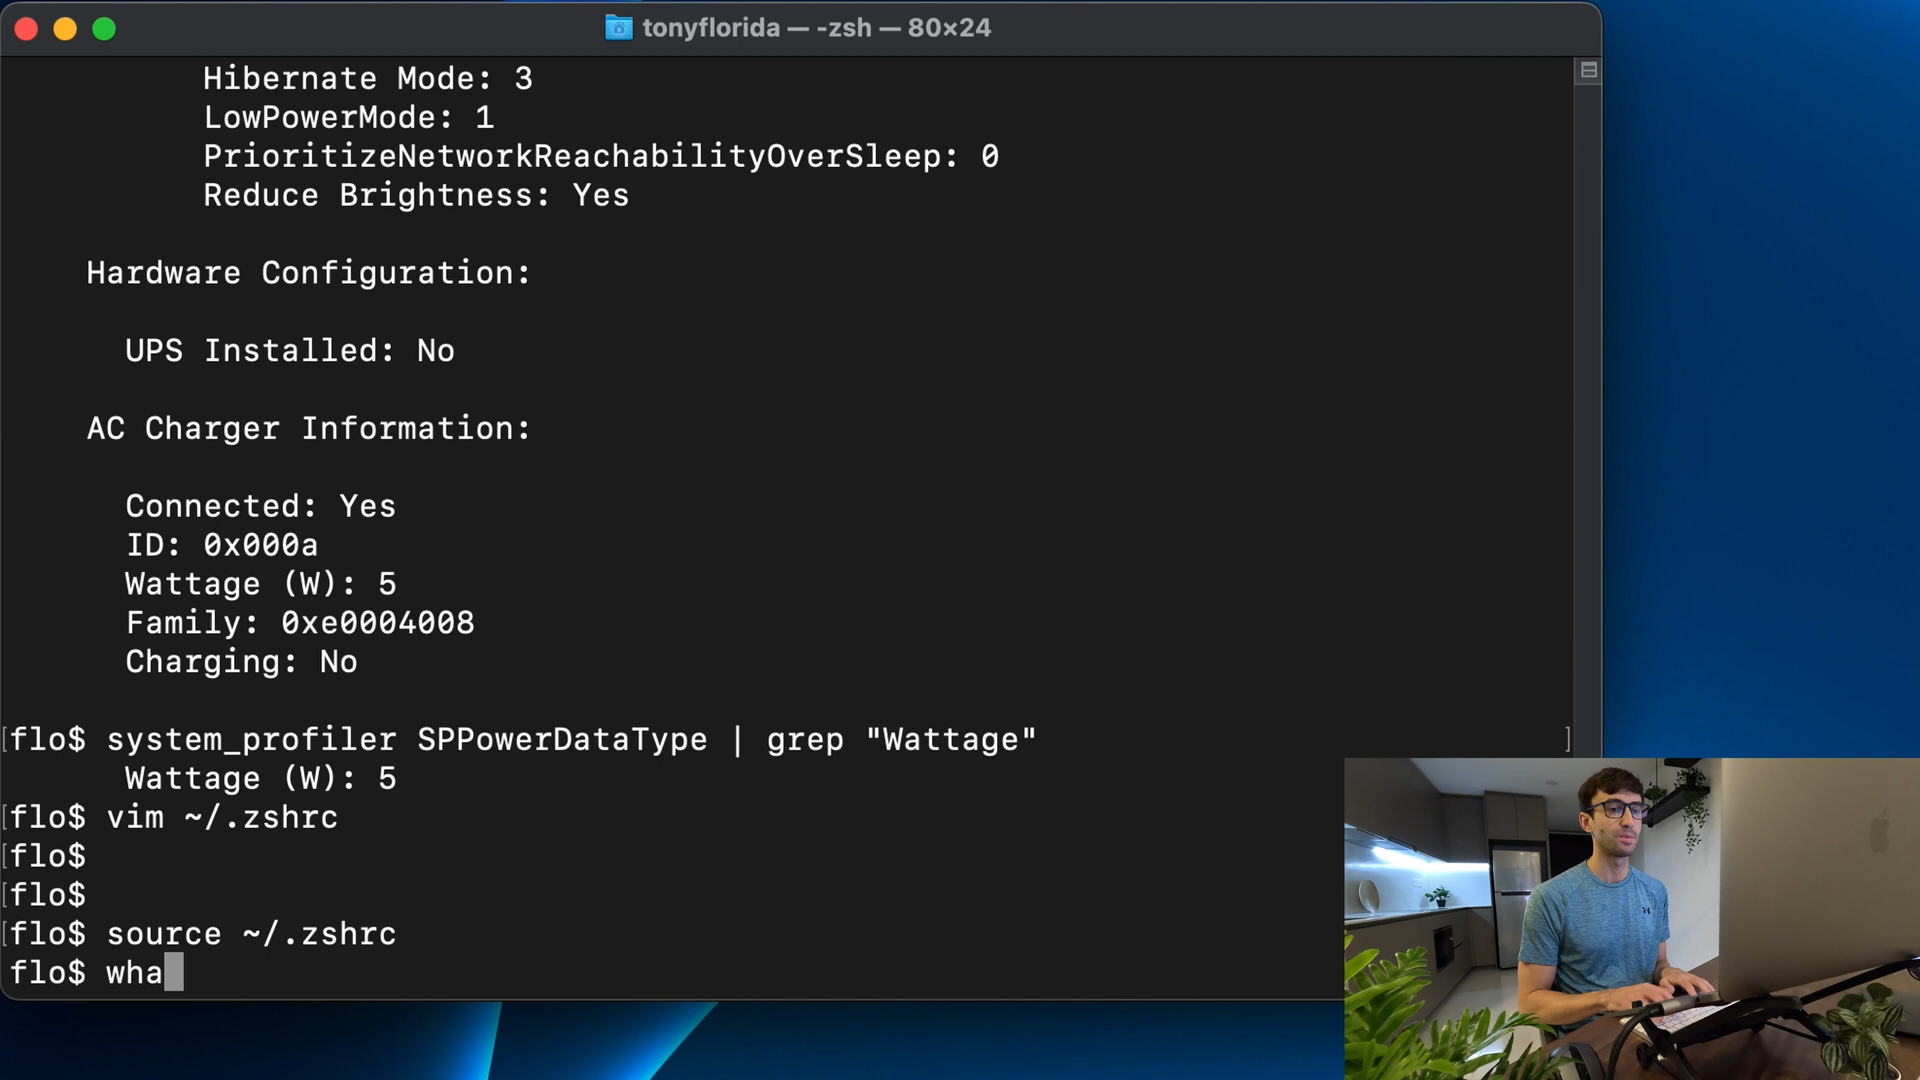 tonyflorida — -zsh — 80×24
Hibernate Mode: 3
LowPowerMode: 1
PrioritizeNetworkReachabilityOverSleep: 0
Reduce Brightness: Yes
Hardware Configuration:
UPS Installed: No
AC Charger Information:
Connected: Yes
ID: 0x000a
Wattage (W): 5
Family: 0xe0004008
Charging: No
[flo$ system_profiler SPPowerDataType | grep "Wattage" ]
Wattage (W): 5
[flo$ vim ~/.zshrc
[flo$
[flo$
[flo$ source ~/.zshrc
flo$ wha